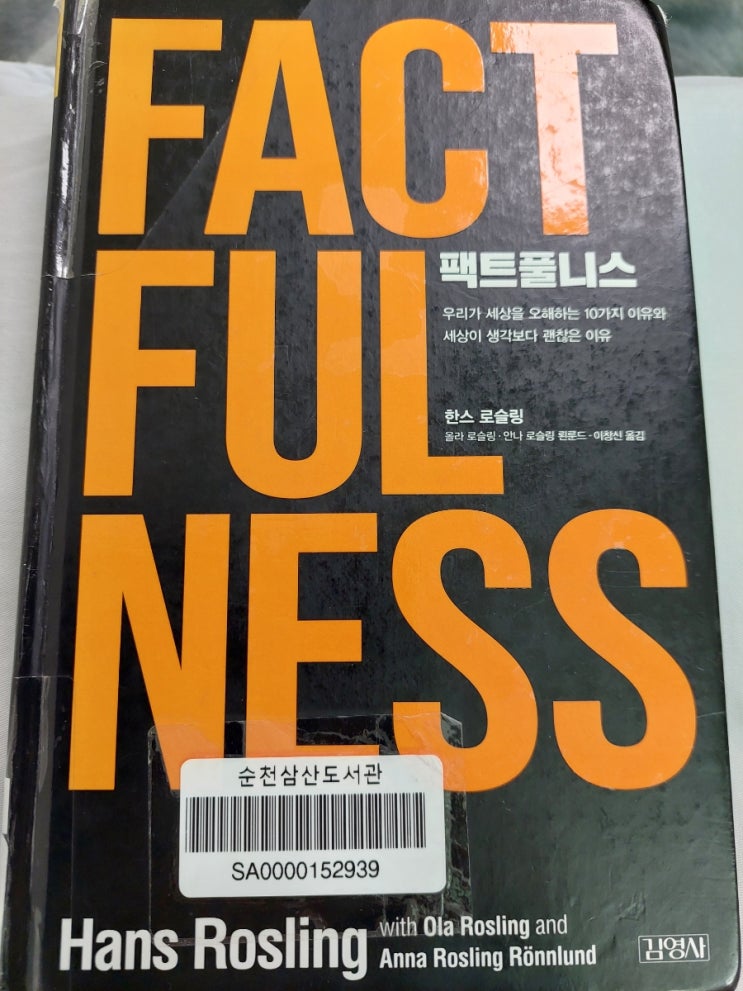 FACT
FUL
NESS
팩트풀니스
우리가 세상을 오해하는 10가지 이유와
세상이 생각보다 괜찮은 이유
한스 로슬링
올라 로슬링·안나 로슬링 뢴룬드·이창신 옮김
순천삼산도서관
SA0000152939
Hans Rosling
with Ola Rosling and
Anna Rosling Rönnlund
김영사